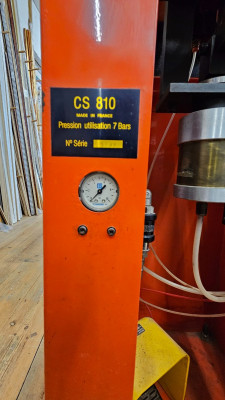 CS 810
MADE IN FRANCE
Pression utilisation 7 Bars
N° Série